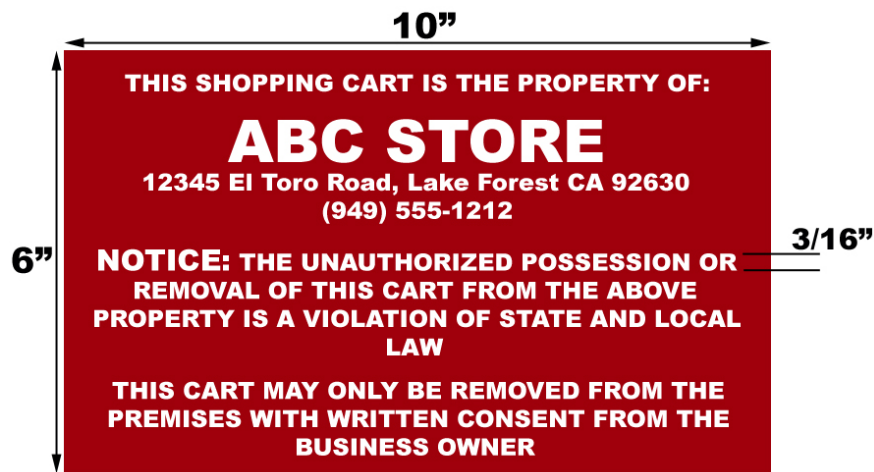 10”
THIS SHOPPING CART IS THE PROPERTY OF:
ABC STORE
12345 El Toro Road, Lake Forest CA 92630
(949) 555-1212
3/16”
6”
NOTICE: THE UNAUTHORIZED POSSESSION OR
REMOVAL OF THIS CART FROM THE ABOVE
PROPERTY IS A VIOLATION OF STATE AND LOCAL
LAW
THIS CART MAY ONLY BE REMOVED FROM THE
PREMISES WITH WRITTEN CONSENT FROM THE
BUSINESS OWNER